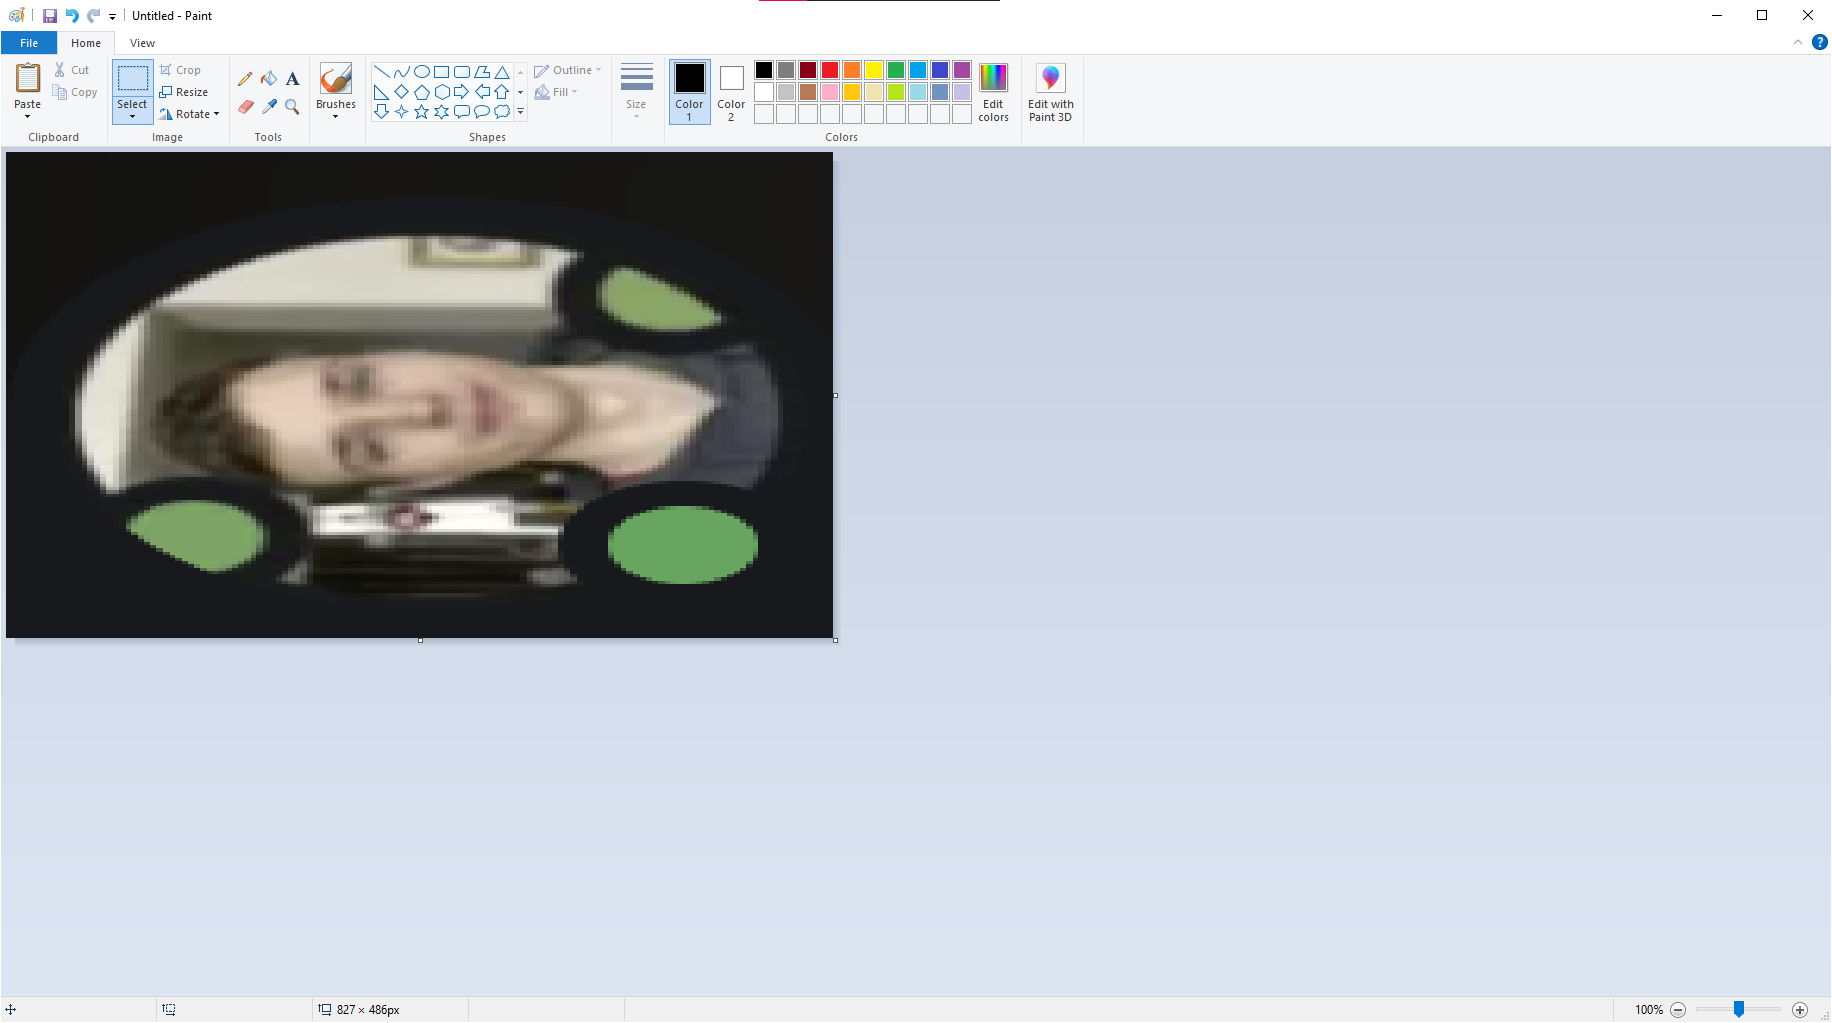 Untitled - Paint
File Home View
Paste
Cut
Copy
Clipboard
Select
Crop
Resize
Rotate
Image
A
Tools
Brushes
Outline
Fill
Shapes
Size
Color 1
Color 2
Edit colors
Colors
Edit with Paint 3D
?
827 × 486px
100%